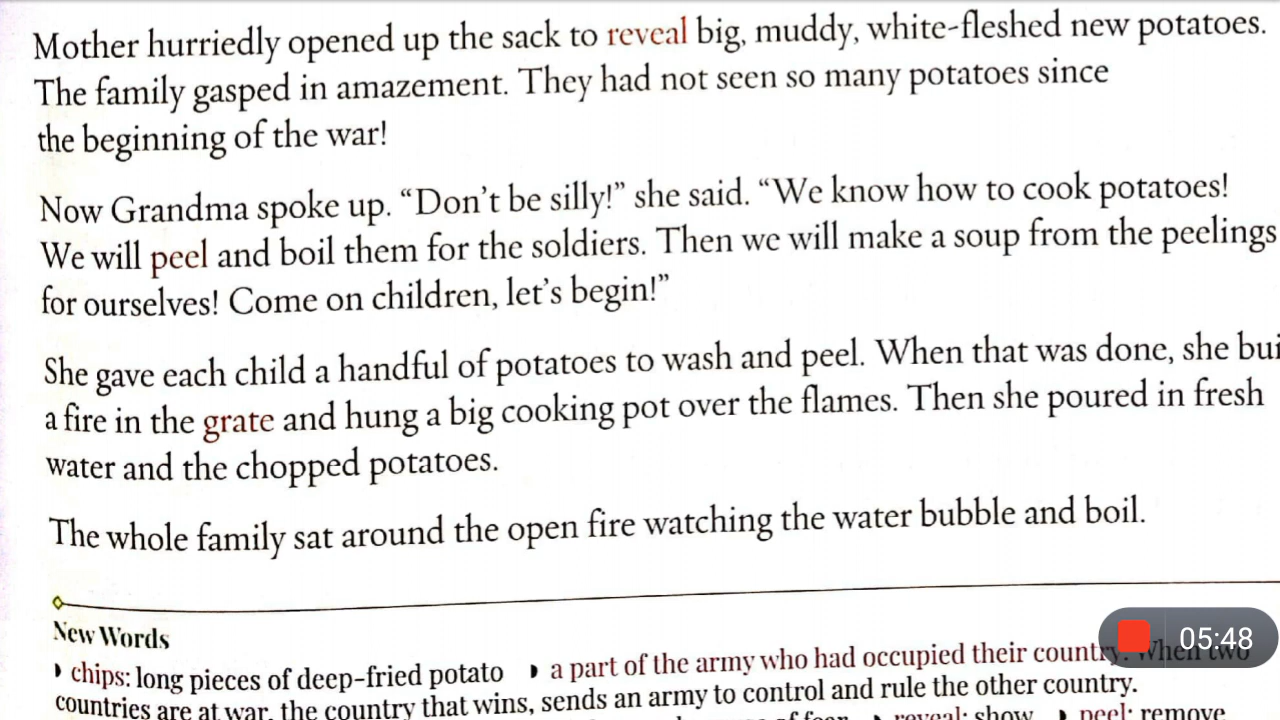 Mother hurriedly opened up the sack to reveal big, muddy, white-fleshed new potatoes.
The family gasped in amazement. They had not seen so many potatoes since
the beginning of the war!
Now Grandma spoke up. “Don’t be silly!” she said. “We know how to cook potatoes!
We will peel and boil them for the soldiers. Then we will make a soup from the peelings
for ourselves! Come on children, let’s begin!”
She gave each child a handful of potatoes to wash and peel. When that was done, she bui
a fire in the grate and hung a big cooking pot over the flames. Then she poured in fresh
water and the chopped potatoes.
The whole family sat around the open fire watching the water bubble and boil.
New Words
chips: long pieces of deep-fried potato a part of the army who had occupied their country. When two
countries are at war, the country that wins, sends an army to control and rule the other country.
of fear reveal: show peel: remove
05:48